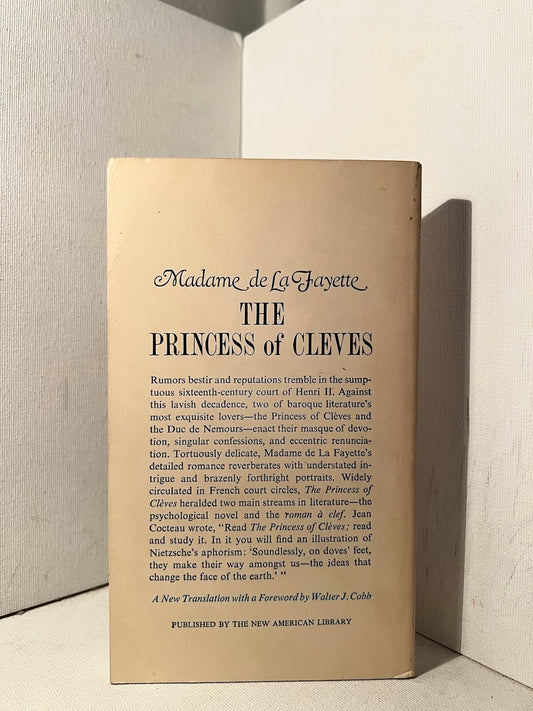 Madame de La Fayette
THE
PRINCESS of CLEVES
Rumors bestir and reputations tremble in the sump-
tuous sixteenth-century court of Henri II. Against
this lavish decadence, two of baroque literature's
most exquisite lovers—the Princess of Clèves and
the Duc de Nemours—enact their masque of devo-
tion, singular confessions, and eccentric renuncia-
tion. Tortuously delicate, Madame de La Fayette's
detailed romance reverberates with understated in-
trigue and brazenly forthright portraits. Widely
circulated in French court circles, The Princess of
Clèves heralded two main streams in literature—the
psychological novel and the roman à clef. Jean
Cocteau wrote, "Read The Princess of Clèves; read
and study it. In it you will find an illustration of
Nietzsche's aphorism: 'Soundlessly, on doves' feet,
they make their way amongst us—the ideas that
change the face of the earth.' "
A New Translation with a Foreword by Walter J. Cobb
PUBLISHED BY THE NEW AMERICAN LIBRARY